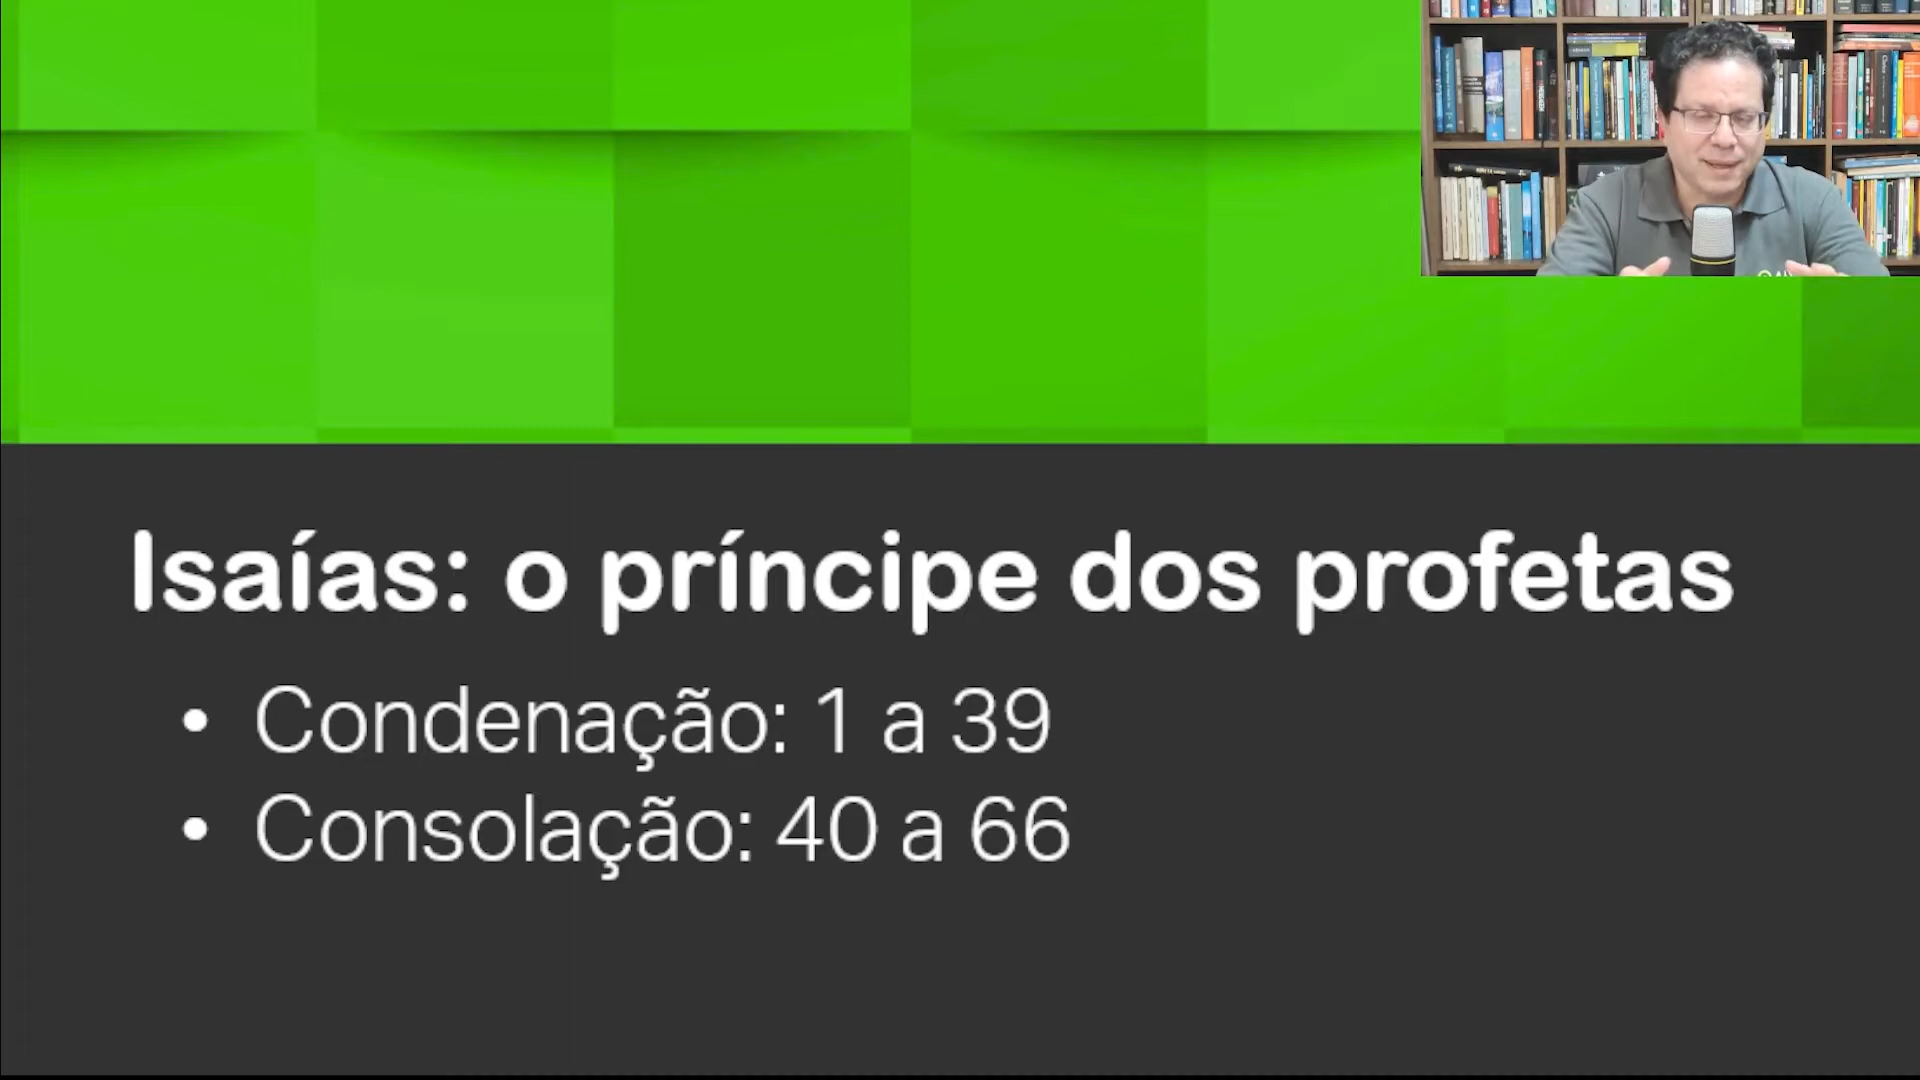 Isaías: o príncipe dos profetas
• Condenação: 1 a 39
• Consolação: 40 a 66